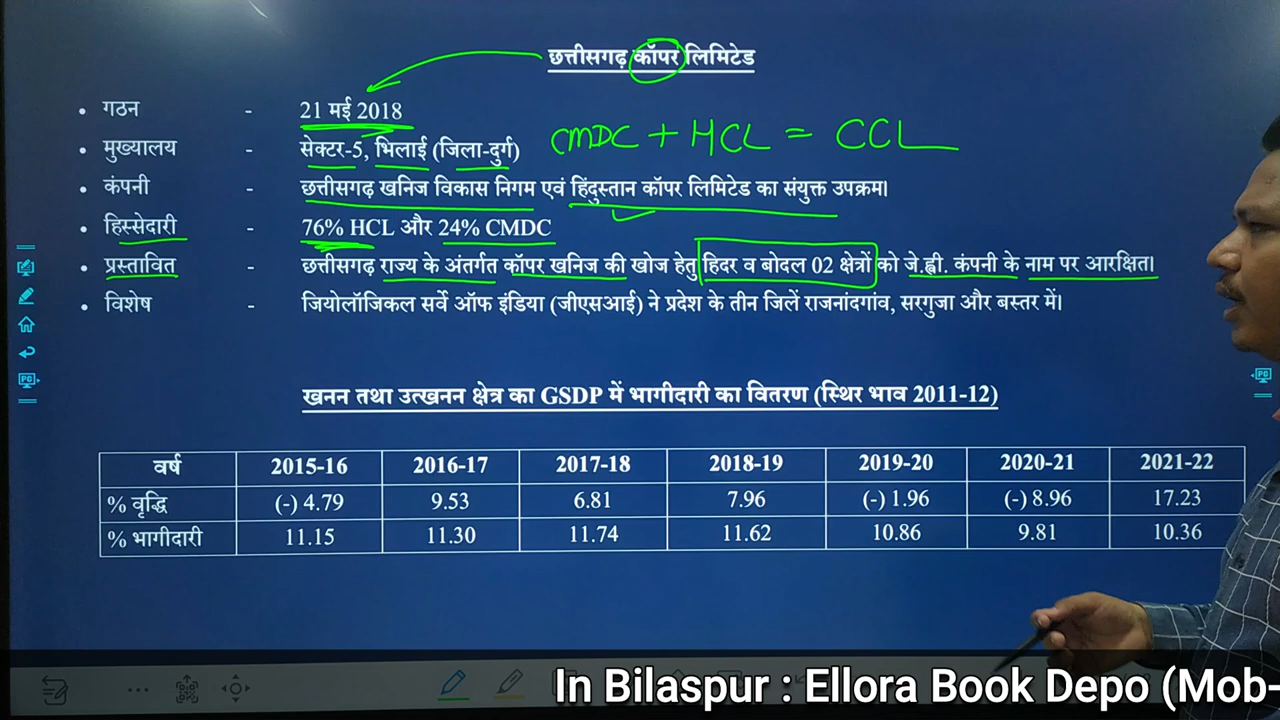 छत्तीसगढ़ कॉपर लिमिटेड
• गठन - 21 मई 2018
CMDC + HCL = CCL
• मुख्यालय - सेक्टर-5, भिलाई (जिला-दुर्ग)
• कंपनी - छत्तीसगढ़ खनिज विकास निगम एवं हिंदुस्तान कॉपर लिमिटेड का संयुक्त उपक्रम।
• हिस्सेदारी - 76% HCL और 24% CMDC
• प्रस्तावित - छत्तीसगढ़ राज्य के अंतर्गत कॉपर खनिज की खोज हेतु हिदर व बोदल 02 क्षेत्रों को जे.व्ही. कंपनी के नाम पर आरक्षित।
• विशेष - जियोलॉजिकल सर्वे ऑफ इंडिया (जीएसआई) ने प्रदेश के तीन जिलें राजनांदगांव, सरगुजा और बस्तर में।
खनन तथा उत्खनन क्षेत्र का GSDP में भागीदारी का वितरण (स्थिर भाव 2011-12)
वर्ष 2015-16 2016-17 2017-18 2018-19 2019-20 2020-21 2021-22
% वृद्धि (-) 4.79 9.53 6.81 7.96 (-) 1.96 (-) 8.96 17.23
% भागीदारी 11.15 11.30 11.74 11.62 10.86 9.81 10.36
PC
PC
In Bilaspur : Ellora Book Depo (Mob-